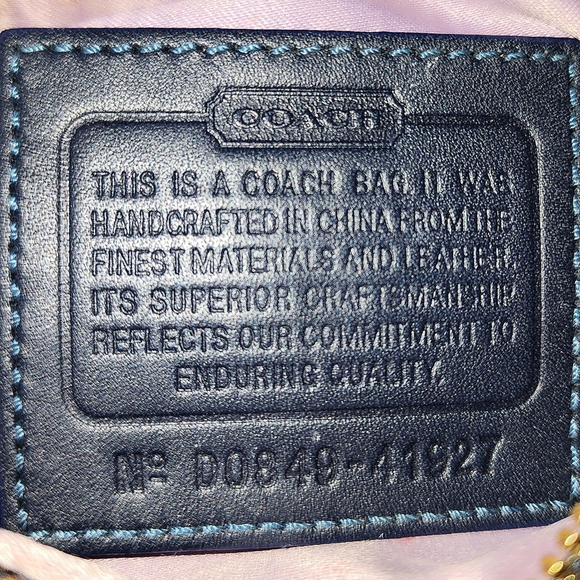 COACH
THIS IS A COACH BAG. IT WAS
HANDCRAFTED IN CHINA FROM THE
FINEST MATERIALS AND LEATHER.
ITS SUPERIOR CRAFTSMANSHIP
REFLECTS OUR COMMITMENT TO
ENDURING QUALITY.
Nº D0849-41927